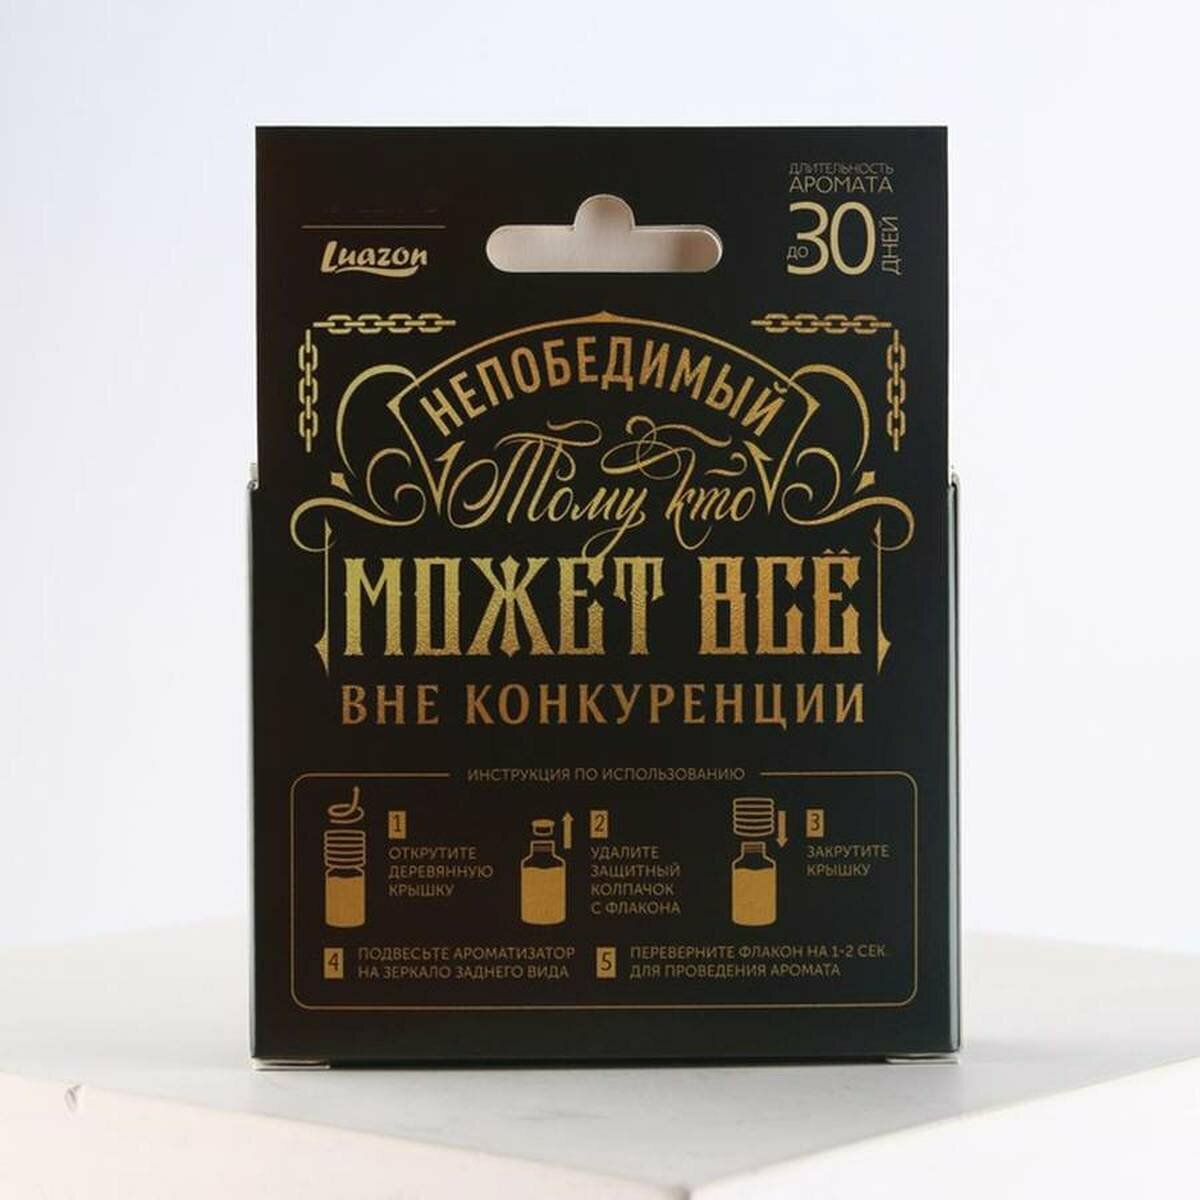 Luazon
ДЛИТЕЛЬНОСТЬ
АРОМАТА
ДО 30 ДНЕЙ
НЕПОБЕДИМЫЙ
Тому, кто
МОЖЕТ ВСЁ
ВНЕ КОНКУРЕНЦИИ
ИНСТРУКЦИЯ ПО ИСПОЛЬЗОВАНИЮ
1
ОТКРУТИТЕ
ДЕРЕВЯННУЮ
КРЫШКУ
2
УДАЛИТЕ
ЗАЩИТНЫЙ
КОЛПАЧОК
С ФЛАКОНА
3
ЗАКРУТИТЕ
КРЫШКУ
4
ПОДВЕСЬТЕ АРОМАТИЗАТОР
НА ЗЕРКАЛО ЗАДНЕГО ВИДА
5
ПЕРЕВЕРНИТЕ ФЛАКОН НА 1-2 СЕК.
ДЛЯ ПРОВЕДЕНИЯ АРОМАТА